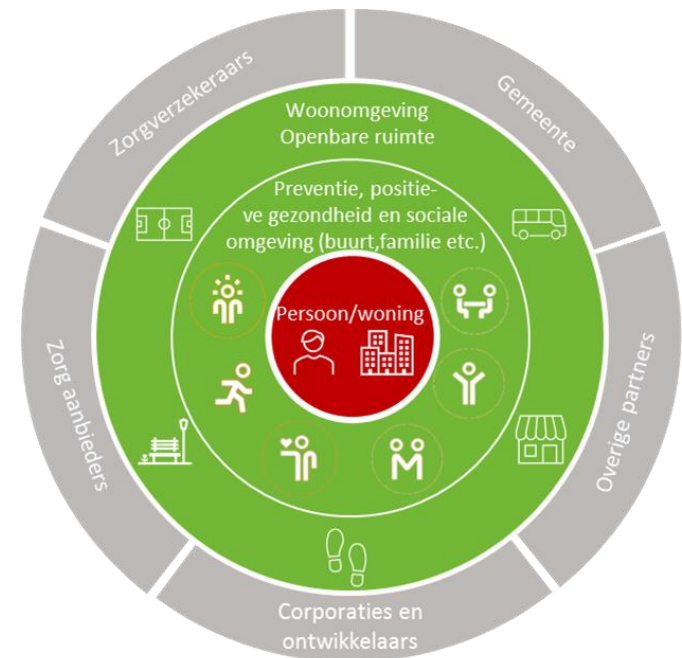 Zorgverzekeraars
Gemeente
Woonomgeving
Openbare ruimte
Preventie, positie-
ve gezondheid en sociale
omgeving (buurt,familie etc.)
Persoon/woning
Zorg aanbieders
Overige partners
Corporaties en
ontwikkelaars